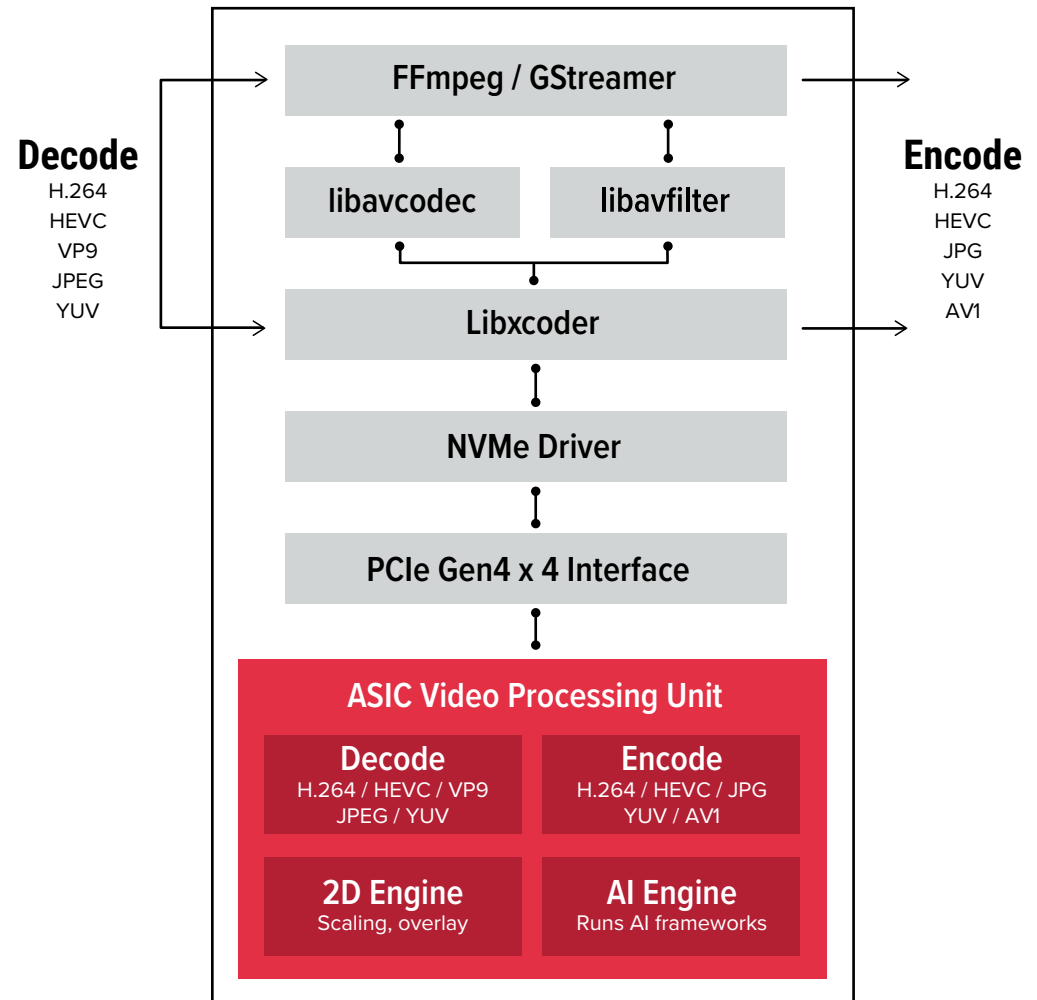 FFmpeg / GStreamer
Decode
H.264
HEVC
VP9
JPEG
YUV
Encode
H.264
HEVC
JPG
YUV
AV1
libavcodec
libavfilter
Libxcoder
NVMe Driver
PCIe Gen4 x 4 Interface
ASIC Video Processing Unit
Decode
H.264 / HEVC / VP9
JPEG / YUV
Encode
H.264 / HEVC / JPG
YUV / AV1
2D Engine
Scaling, overlay
AI Engine
Runs AI frameworks